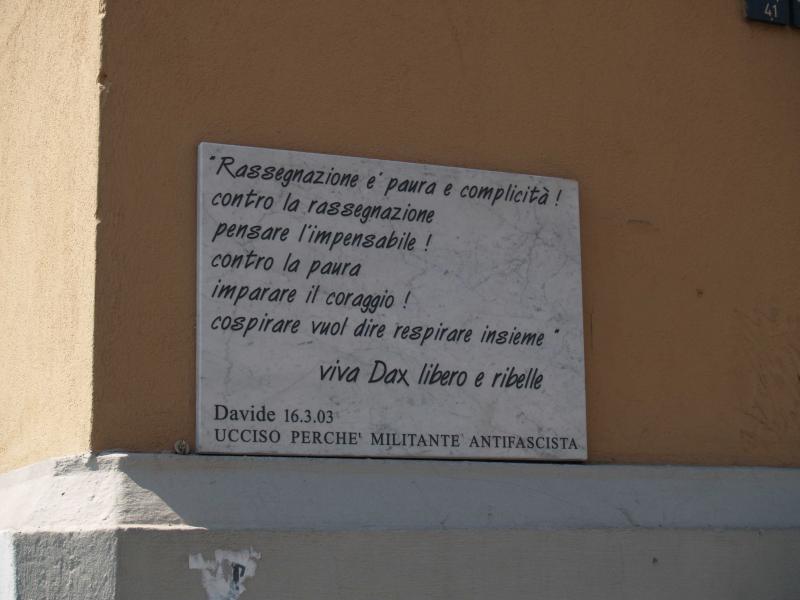 41
"Rassegnazione e' paura e complicità !
contro la rassegnazione
pensare l'impensabile !
contro la paura
imparare il coraggio !
cospirare vuol dire respirare insieme "
viva Dax libero e ribelle
Davide 16.3.03
UCCISO PERCHE' MILITANTE ANTIFASCISTA